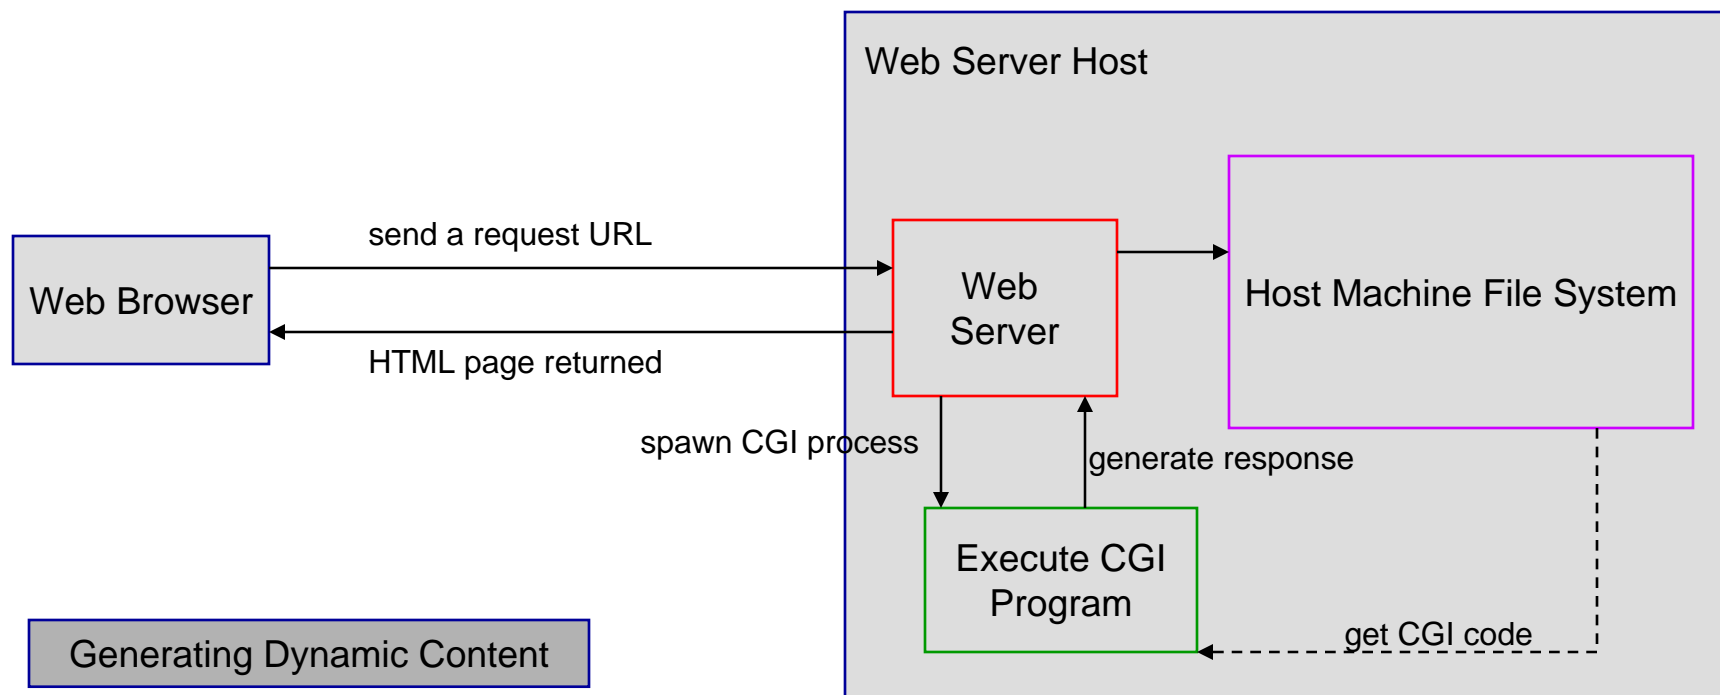 Web Server Host
send a request URL
Web Browser
Web
Server
Host Machine File System
HTML page returned
spawn CGI process
generate response
Execute CGI
Program
get CGI code
Generating Dynamic Content